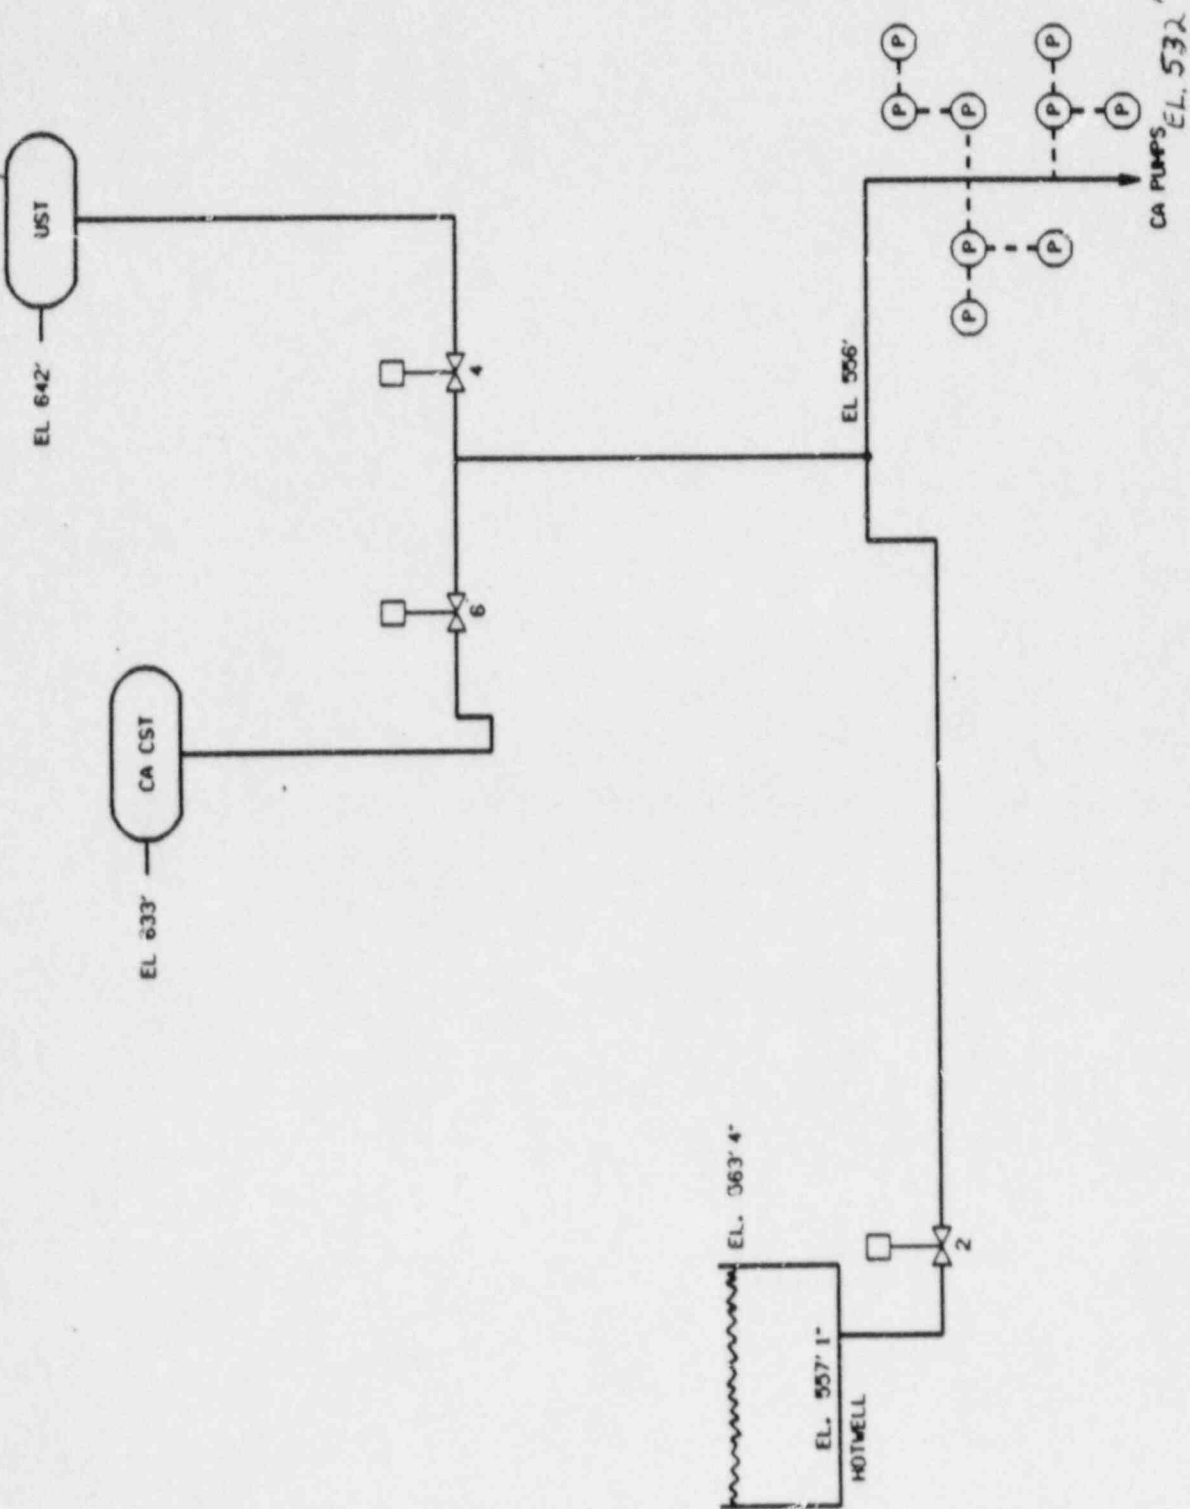 UST
EL 642'
4
CA CST
EL 633'
6
EL 556'
P
P
P
P
P
P
P
P
P
CA PUMPS
EL. 532'
EL. 563' 4"
EL. 557' 1"
HOTWELL
2